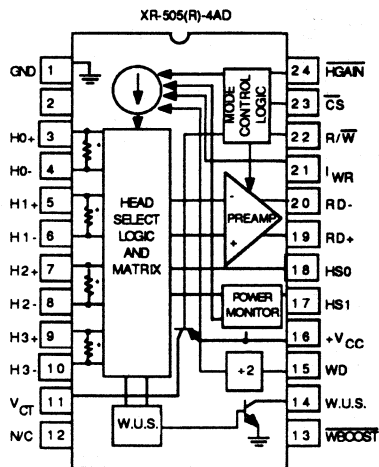 XR-505(R)-4AD
GND 1
2
H0+ 3
H0- 4
H1+ 5
H1- 6
H2+ 7
H2- 8
H3+ 9
H3- 10
VCT 11
N/C 12
HEAD
SELECT
LOGIC
AND
MATRIX
MODE
CONTROL
LOGIC
-
PREAMP
+
POWER
MONITOR
÷2
W.U.S.
24 HGAIN
23 CS
22 R/W
21 IWR
20 RD-
19 RD+
18 HS0
17 HS1
16 +VCC
15 WD
14 W.U.S.
13 WBOOST